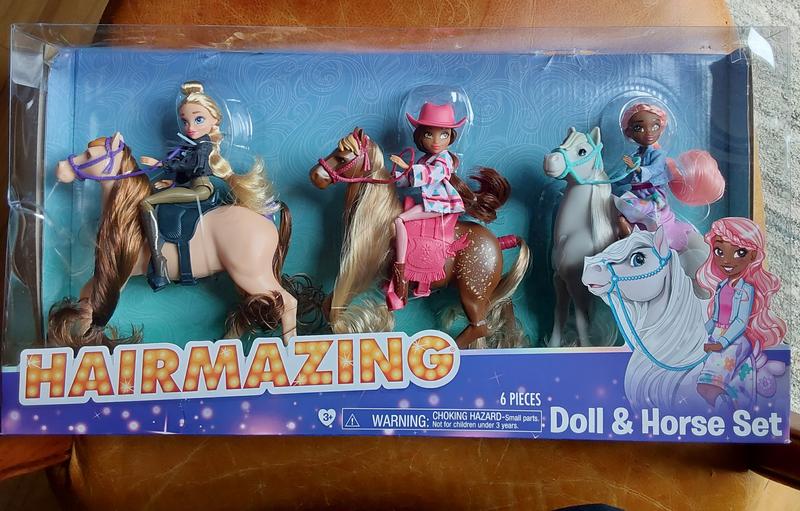 HAIRMAZING
6 PIECES
3+
WARNING: CHOKING HAZARD-Small parts.
Not for children under 3 years.
Doll & Horse Set